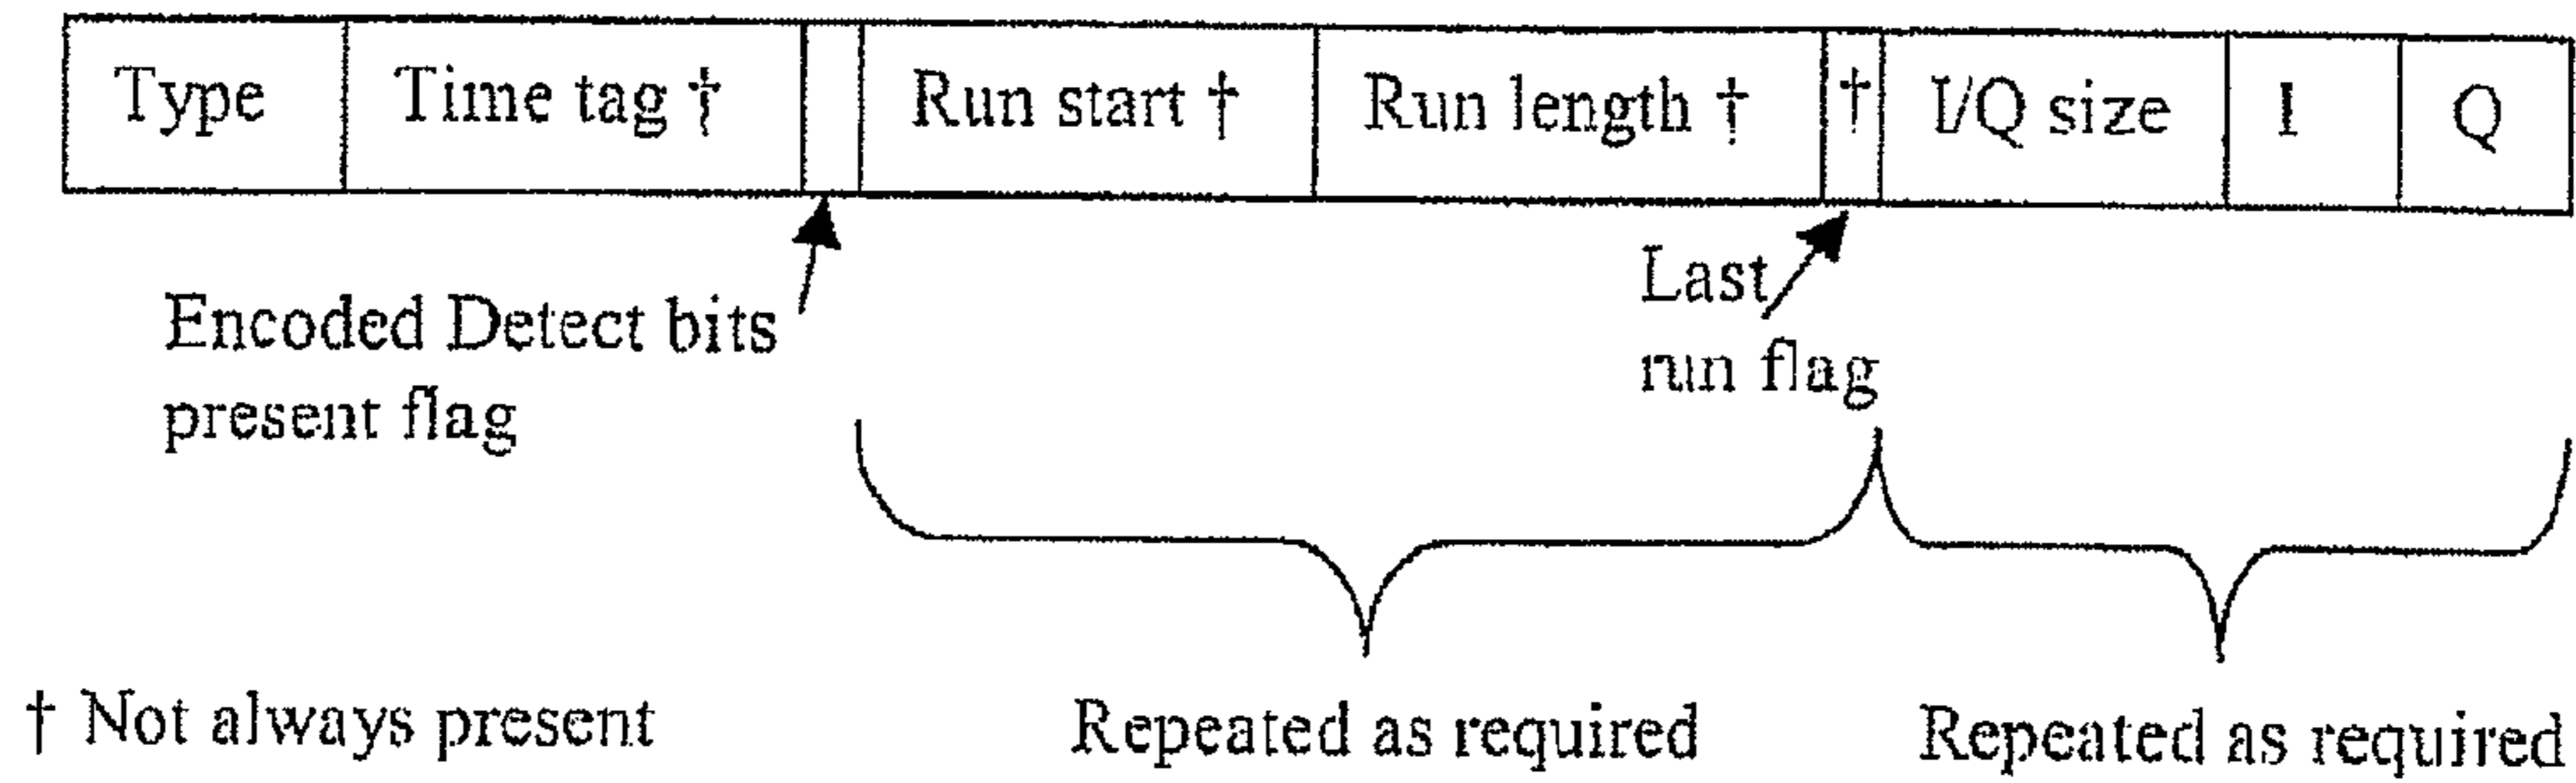 Type Time tag † Run start † Run length † † I/Q size I Q
Encoded Detect bits
present flag
Last
run flag
† Not always present
Repeated as required
Repeated as required